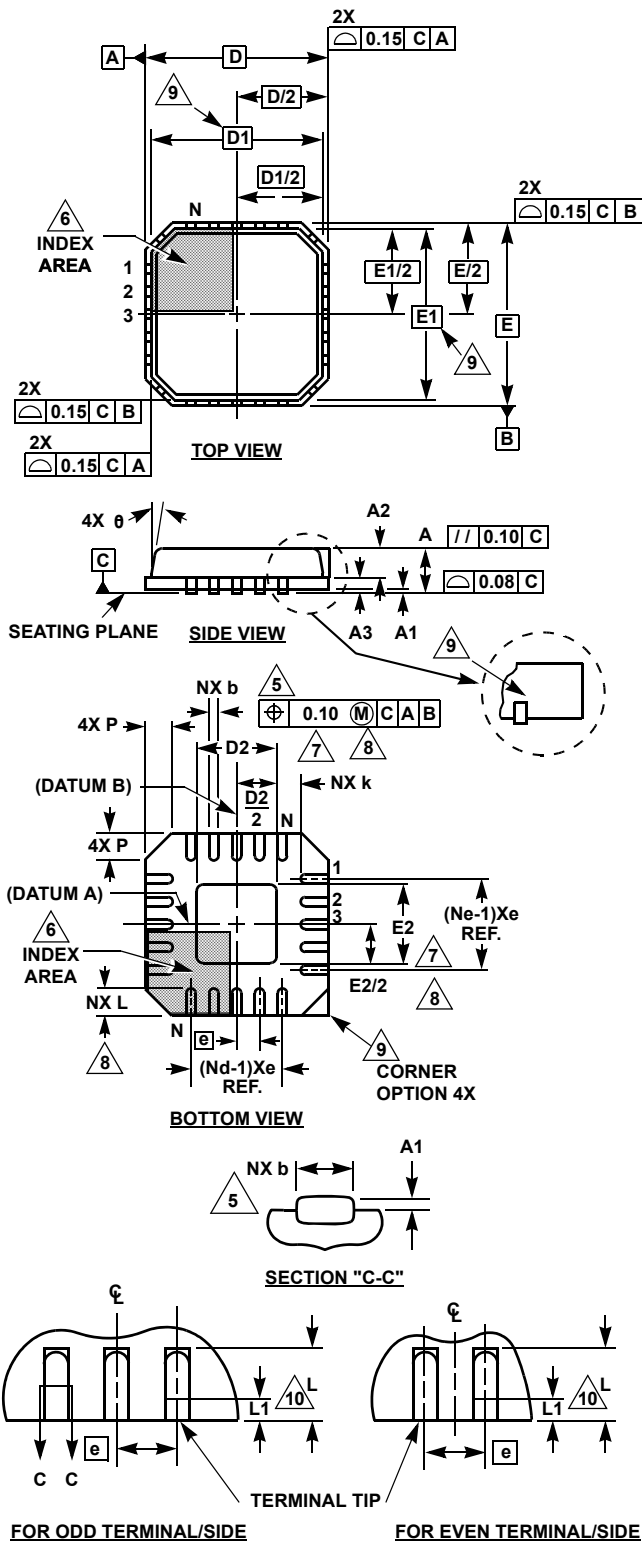 2X
0.15 C A
A
D
D/2
9
D1
D1/2
2X
0.15 C B
6
INDEX
AREA
N
1
2
3
E1/2
E/2
E1
E
9
2X
0.15 C B
2X
0.15 C A
B
TOP VIEW
4X θ
A2
A
// 0.10 C
C
0.08 C
SEATING PLANE
SIDE VIEW
A3
A1
9
NX b
5
0.10 M C A B
4X P
D2
7
8
(DATUM B)
D2
2
N
NX k
4X P
1
(DATUM A)
2
3
(Ne-1)Xe
REF.
6
INDEX
AREA
E2
7
E2/2
8
NX L
8
N
e
(Nd-1)Xe
REF.
9
CORNER
OPTION 4X
BOTTOM VIEW
A1
NX b
5
SECTION "C-C"
CL
CL
L1
10
L
L1
10
L
e
e
C
C
TERMINAL TIP
FOR ODD TERMINAL/SIDE
FOR EVEN TERMINAL/SIDE